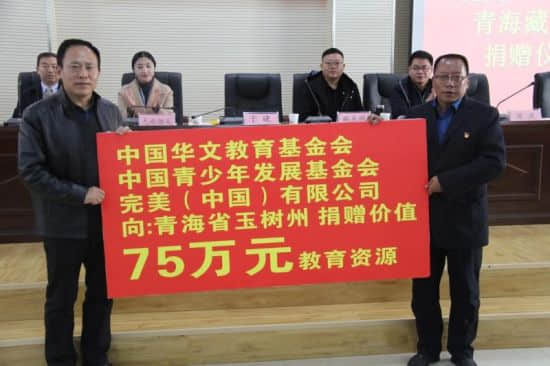 青海藏
捐赠仪
中国华文教育基金会
中国青少年发展基金会
完美（中国）有限公司
向:青海省玉树州 捐赠价值
75万元 教育资源